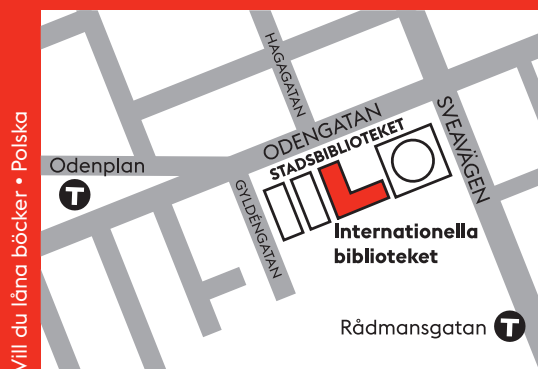 Vill du låna böcker • Polska
HAGAGATAN
ODENGATAN
SVEAVÄGEN
STADSBIBLIOTEKET
Odenplan
T
GYLDÉNGATAN
Internationella
biblioteket
Rådmansgatan T